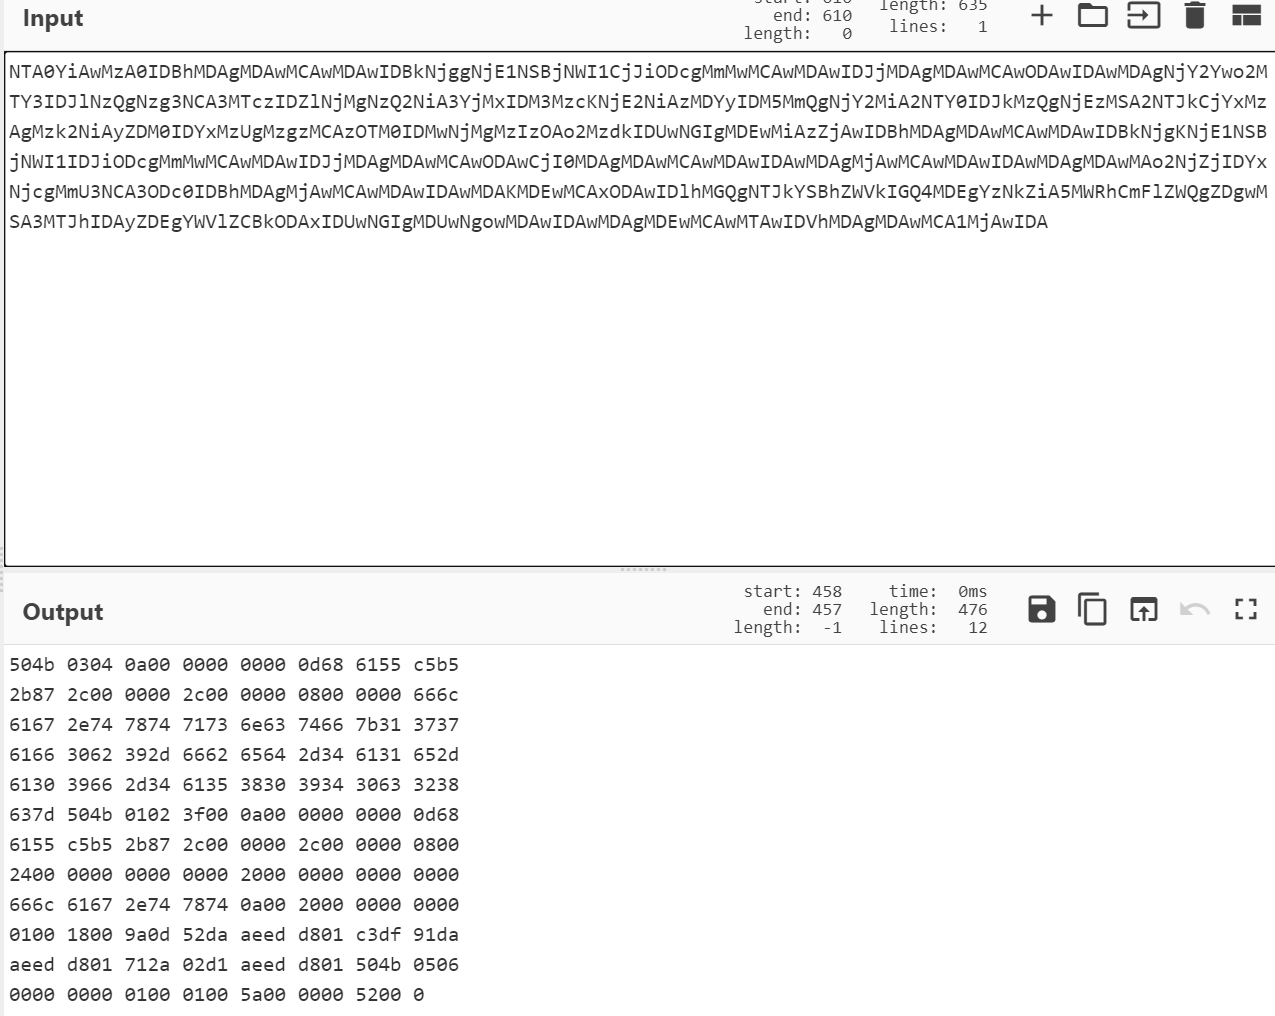 Input
end: 610
length: 0
length: 635
lines: 1
NTA0YiAwMzA0IDBhMDAgMDAwMCAwMDAwIDBkNjggNjE1NSBjNWI1CjJiODcgMmMwMCAwMDAwIDJjMDAgMDAwMCAwODAwIDAwMDAgNjY2Ywo2M
TY3IDJlNzQgNzg3NCA3MTczIDZlNjMgNzQ2NiA3YjMxIDM3MzcKNjE2NiAzMDYyIDM5MmQgNjY2MiA2NTY0IDJkMzQgNjEzMSA2NTJkCjYxMz
AgMzk2NiAyZDM0IDYxMzUgMzgzMCAzOTM0IDMwNjMgMzIzOAo2MzdkIDUwNGIgMDEwMiAzZjAwIDBhMDAgMDAwMCAwMDAwIDBkNjgKNjE1NSB
jNWI1IDJiODcgMmMwMCAwMDAwIDJjMDAgMDAwMCAwODAwCjI0MDAgMDAwMCAwMDAwIDAwMDAgMjAwMCAwMDAwIDAwMDAgMDAwMAo2NjZjIDYx
NjcgMmU3NCA3ODc0IDBhMDAgMjAwMCAwMDAwIDAwMDAKMDEwMCAxODAwIDlhMGQgNTJkYSBhZWVkIGQ4MDEgYzNkZiA5MWRhCmFlZWQgZDgwM
SA3MTJhIDAyZDEgYWVlZCBkODAxIDUwNGIgMDUwNgowMDAwIDAwMDAgMDEwMCAwMTAwIDVhMDAgMDAwMCA1MjAwIDA
Output
start: 458
end: 457
length: -1
time: 0ms
length: 476
lines: 12
504b 0304 0a00 0000 0000 0d68 6155 c5b5
2b87 2c00 0000 2c00 0000 0800 0000 666c
6167 2e74 7874 7173 6e63 7466 7b31 3737
6166 3062 392d 6662 6564 2d34 6131 652d
6130 3966 2d34 6135 3830 3934 3063 3238
637d 504b 0102 3f00 0a00 0000 0000 0d68
6155 c5b5 2b87 2c00 0000 2c00 0000 0800
2400 0000 0000 0000 2000 0000 0000 0000
666c 6167 2e74 7874 0a00 2000 0000 0000
0100 1800 9a0d 52da aeed d801 c3df 91da
aeed d801 712a 02d1 aeed d801 504b 0506
0000 0000 0100 0100 5a00 0000 5200 0